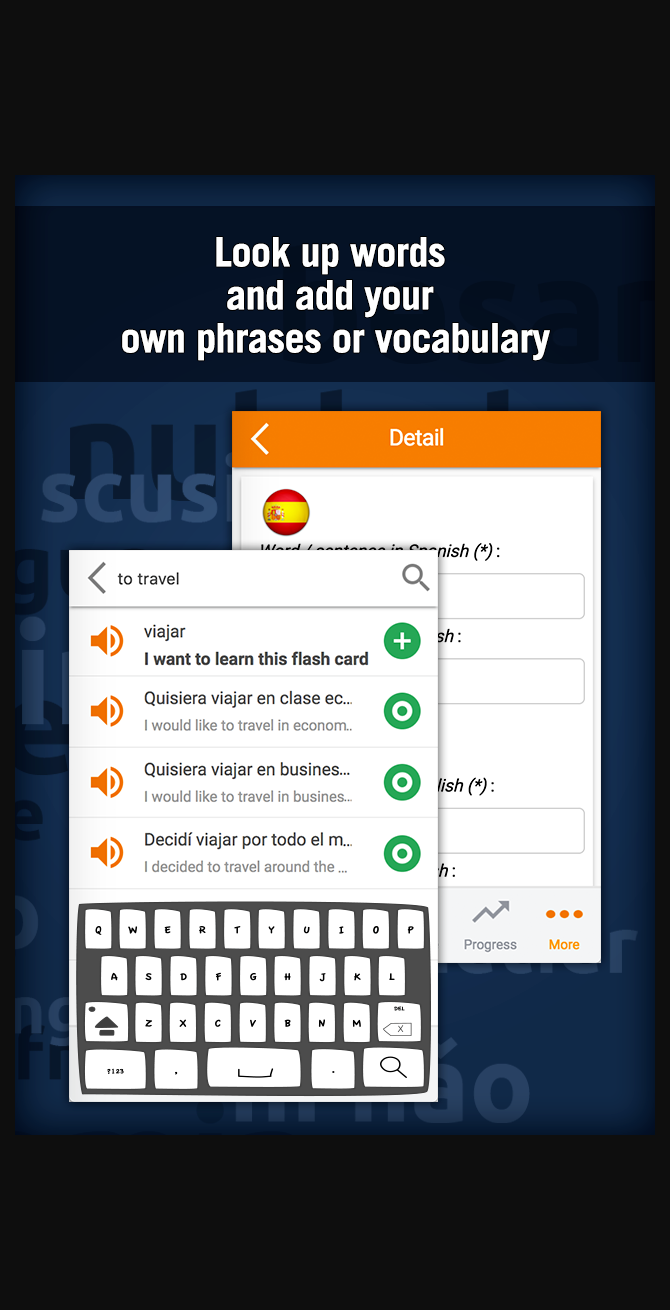 Look up words
and add your
own phrases or vocabulary
Detail
Word / sentence in Spanish (*) :
to travel
viajar
I want to learn this flash card
Quisiera viajar en clase ec...
I would like to travel in econom..
Quisiera viajar en busines...
I would like to travel in busines...
Decidí viajar por todo el m...
I decided to travel around the ...
sh :
lish (*) :
h :
Progress
More
Q W E R T Y U I O P
A S D F G H J K L
Z X C V B N M DEL
X
?123 , .
scus
não